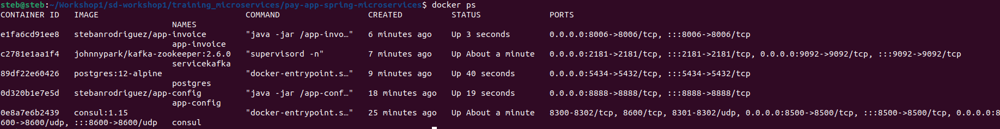 steb@steb:~/Workshop1/sd-workshop1/training_microservices/pay-app-spring-microservices$ docker ps
CONTAINER ID   IMAGE                              COMMAND                  CREATED          STATUS              PORTS
                                   NAMES
e1fa6cd91ee8   stebanrodriguez/app-invoice        "java -jar /app-invo…"   6 minutes ago    Up 3 seconds        0.0.0.0:8006->8006/tcp, :::8006->8006/tcp
                                   app-invoice
c2781e1aa1f4   johnnypark/kafka-zookeeper:2.6.0   "supervisord -n"         7 minutes ago    Up About a minute   0.0.0.0:2181->2181/tcp, :::2181->2181/tcp, 0.0.0.0:9092->9092/tcp, :::9092->9092/tcp
                                   servicekafka
89df22e60426   postgres:12-alpine                 "docker-entrypoint.s…"   9 minutes ago    Up 40 seconds       0.0.0.0:5434->5432/tcp, :::5434->5432/tcp
                                   postgres
0d320b1e7e5d   stebanrodriguez/app-config         "java -jar /app-conf…"   18 minutes ago   Up 19 seconds       0.0.0.0:8888->8888/tcp, :::8888->8888/tcp
                                   app-config
0e8a7e6b2439   consul:1.15                        "docker-entrypoint.s…"   25 minutes ago   Up About a minute   8300-8302/tcp, 8600/tcp, 8301-8302/udp, 0.0.0.0:8500->8500/tcp, :::8500->8500/tcp, 0.0.0.0:8
600->8600/udp, :::8600->8600/udp   consul